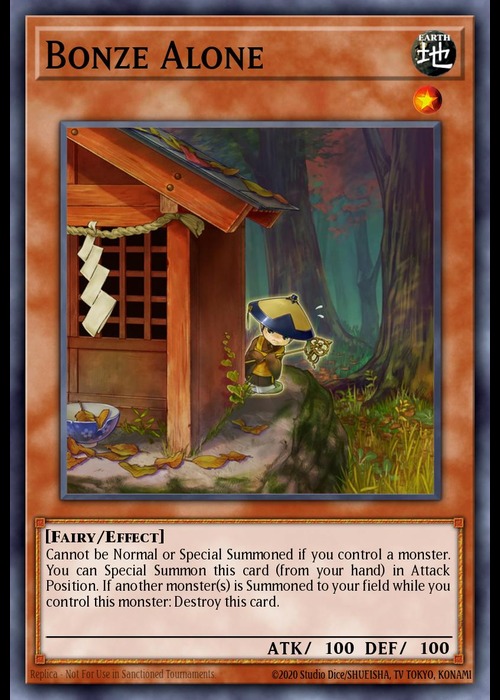 Bonze Alone
EARTH
地
[Fairy/Effect]
Cannot be Normal or Special Summoned if you control a monster.
You can Special Summon this card (from your hand) in Attack
Position. If another monster(s) is Summoned to your field while you
control this monster: Destroy this card.
ATK/ 100 DEF/ 100
Replica - Not For Use in Sanctioned Tournaments
©2020 Studio Dice/SHUEISHA, TV TOKYO, KONAMI